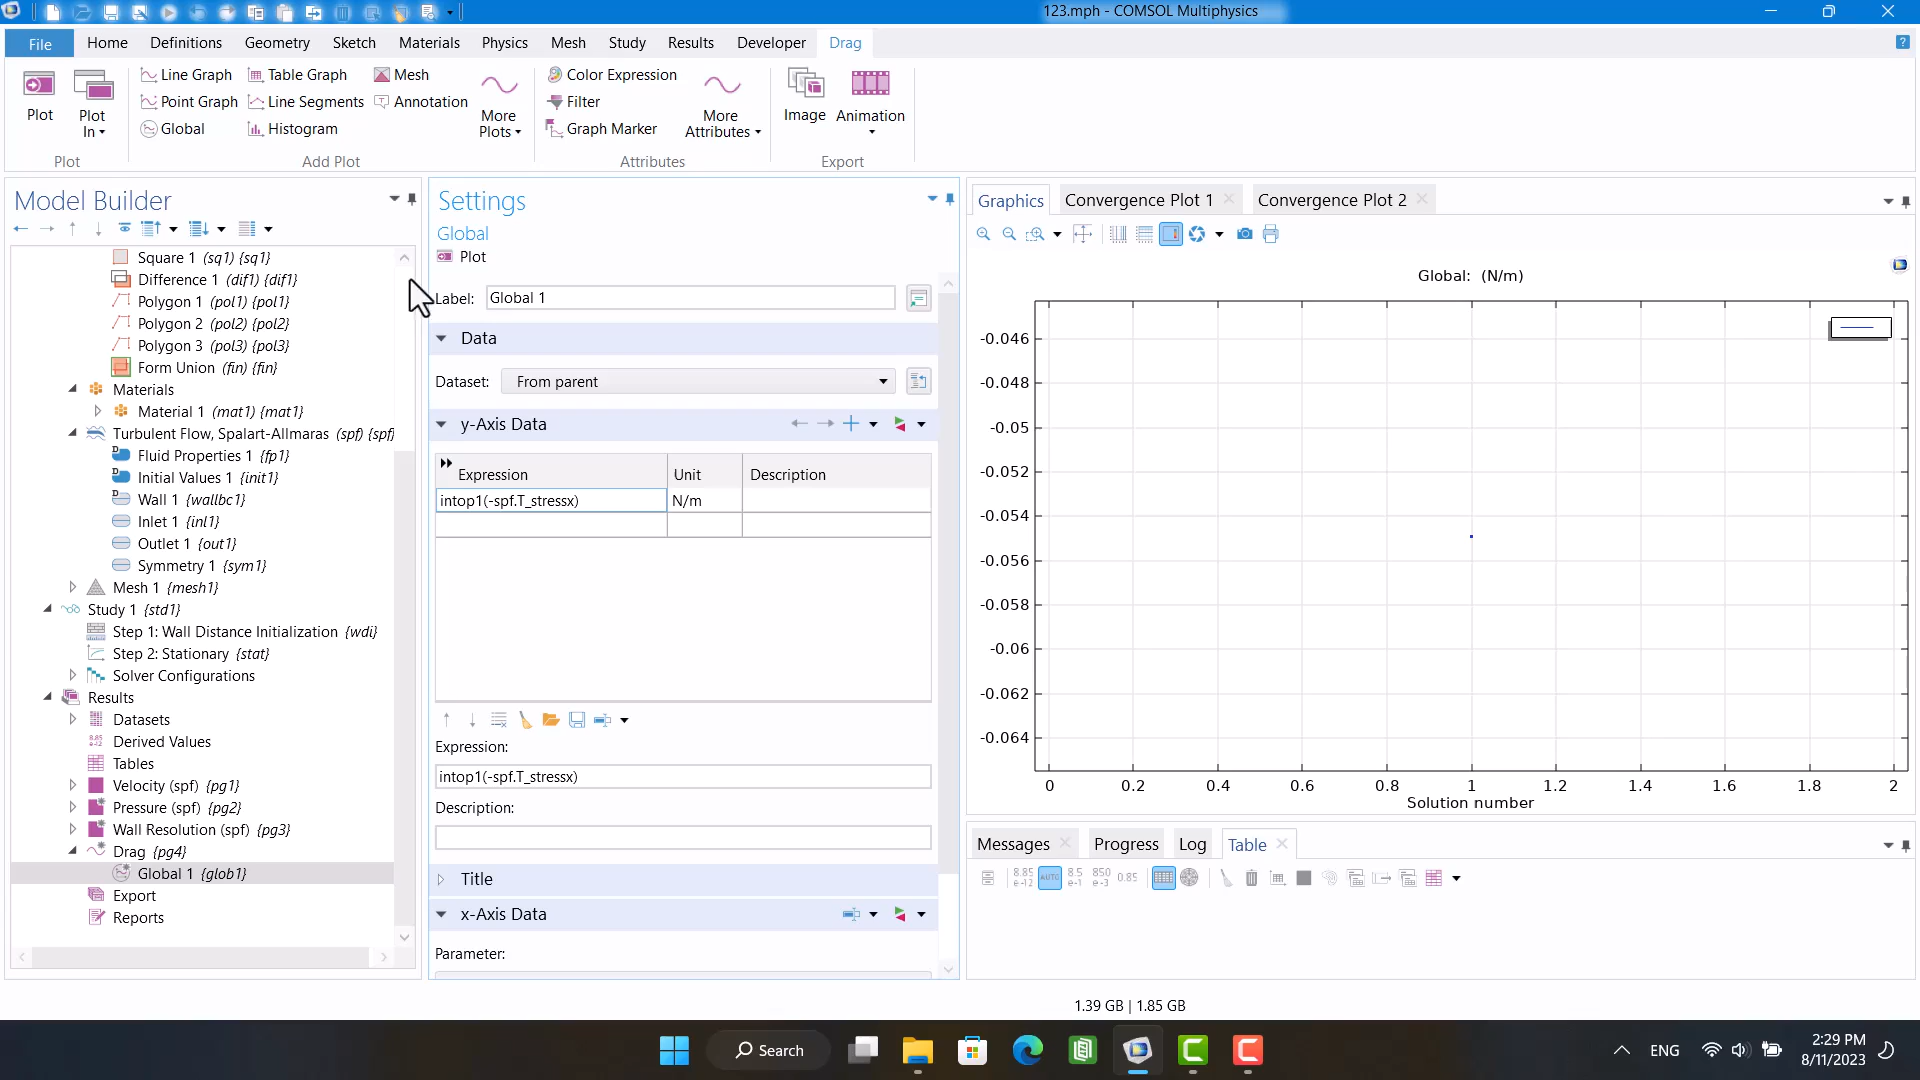 123.mph - COMSOL Multiphysics
File Home Definitions Geometry Sketch Materials Physics Mesh Study Results Developer Drag
Plot
Plot In
Plot
Line Graph
Point Graph
Global
Table Graph
Line Segments
Histogram
Mesh
Annotation
More Plots
Add Plot
Color Expression
Filter
Graph Marker
More Attributes
Attributes
Image
Animation
Export
Model Builder
Square 1 (sq1) {sq1}
Difference 1 (dif1) {dif1}
Polygon 1 (pol1) {pol1}
Polygon 2 (pol2) {pol2}
Polygon 3 (pol3) {pol3}
Form Union (fin) {fin}
Materials
Material 1 (mat1) {mat1}
Turbulent Flow, Spalart-Allmaras (spf) {spf
Fluid Properties 1 {fp1}
Initial Values 1 {init1}
Wall 1 {wallbc1}
Inlet 1 {inl1}
Outlet 1 {out1}
Symmetry 1 {sym1}
Mesh 1 {mesh1}
Study 1 {std1}
Step 1: Wall Distance Initialization {wdi}
Step 2: Stationary {stat}
Solver Configurations
Results
Datasets
Derived Values
Tables
Velocity (spf) {pg1}
Pressure (spf) {pg2}
Wall Resolution (spf) {pg3}
Drag {pg4}
Global 1 {glob1}
Export
Reports
Settings
Global
Plot
Label: Global 1
Data
Dataset: From parent
y-Axis Data
Expression Unit Description
intop1(-spf.T_stressx) N/m
Expression:
intop1(-spf.T_stressx)
Description:
Title
x-Axis Data
Parameter:
Graphics Convergence Plot 1 Convergence Plot 2
Global: (N/m)
-0.046
-0.048
-0.05
-0.052
-0.054
-0.056
-0.058
-0.06
-0.062
-0.064
0 0.2 0.4 0.6 0.8 1 1.2 1.4 1.6 1.8 2
Solution number
Messages Progress Log Table
8.85 e-12 AUTO 8.5 e-1 850 e-3 0.85
1.39 GB | 1.85 GB
Search
ENG
2:29 PM
8/11/2023